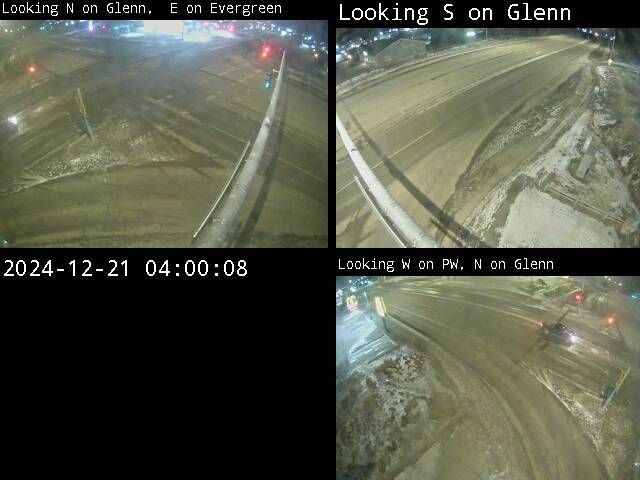 Looking N on Glenn,  E on Evergreen
Looking S on Glenn
2024-12-21 04:00:08
Looking W on PW, N on Glenn